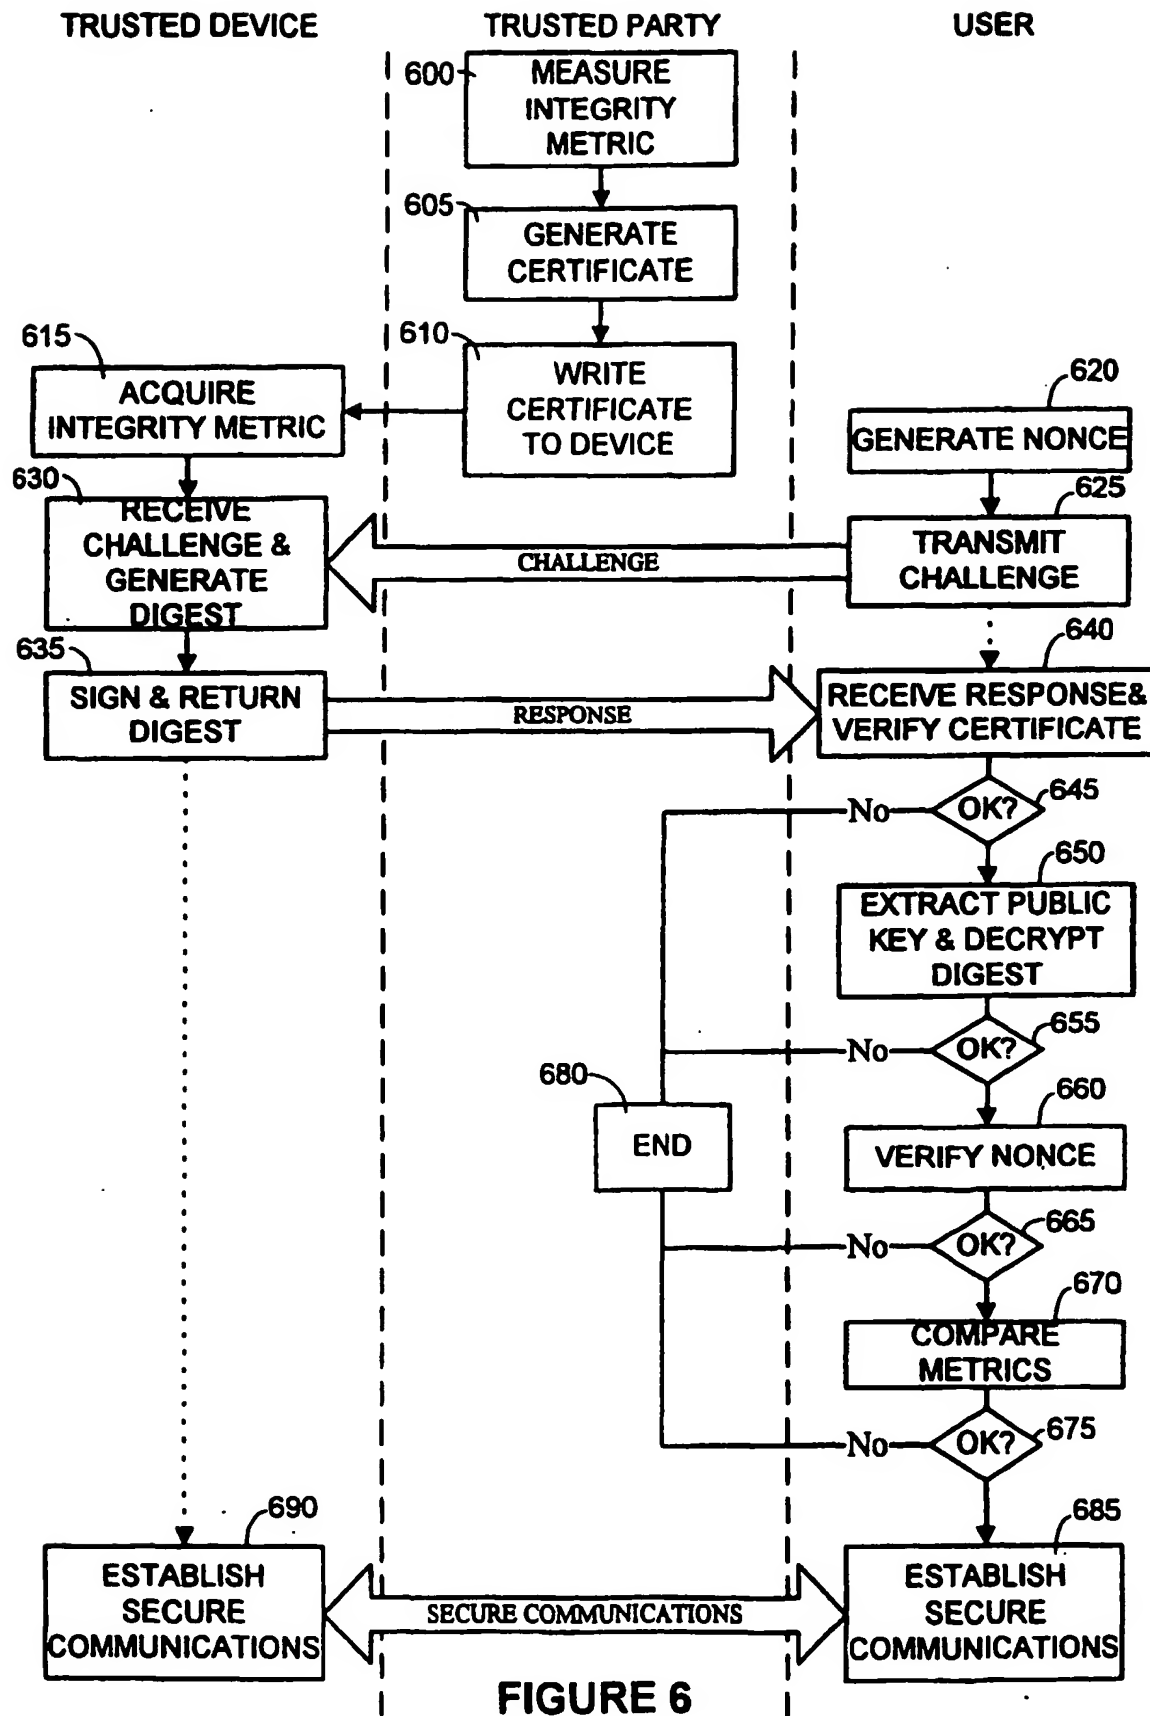 TRUSTED DEVICE
TRUSTED PARTY
USER
600
MEASURE
INTEGRITY
METRIC
605
GENERATE
CERTIFICATE
610
WRITE
CERTIFICATE
TO DEVICE
615
ACQUIRE
INTEGRITY METRIC
620
GENERATE NONCE
625
TRANSMIT
CHALLENGE
CHALLENGE
630
RECEIVE
CHALLENGE &
GENERATE
DIGEST
635
SIGN & RETURN
DIGEST
RESPONSE
640
RECEIVE RESPONSE&
VERIFY CERTIFICATE
645
OK?
No
650
EXTRACT PUBLIC
KEY & DECRYPT
DIGEST
655
OK?
No
680
END
660
VERIFY NONCE
665
OK?
No
670
COMPARE
METRICS
675
OK?
No
690
ESTABLISH
SECURE
COMMUNICATIONS
SECURE COMMUNICATIONS
685
ESTABLISH
SECURE
COMMUNICATIONS
FIGURE 6